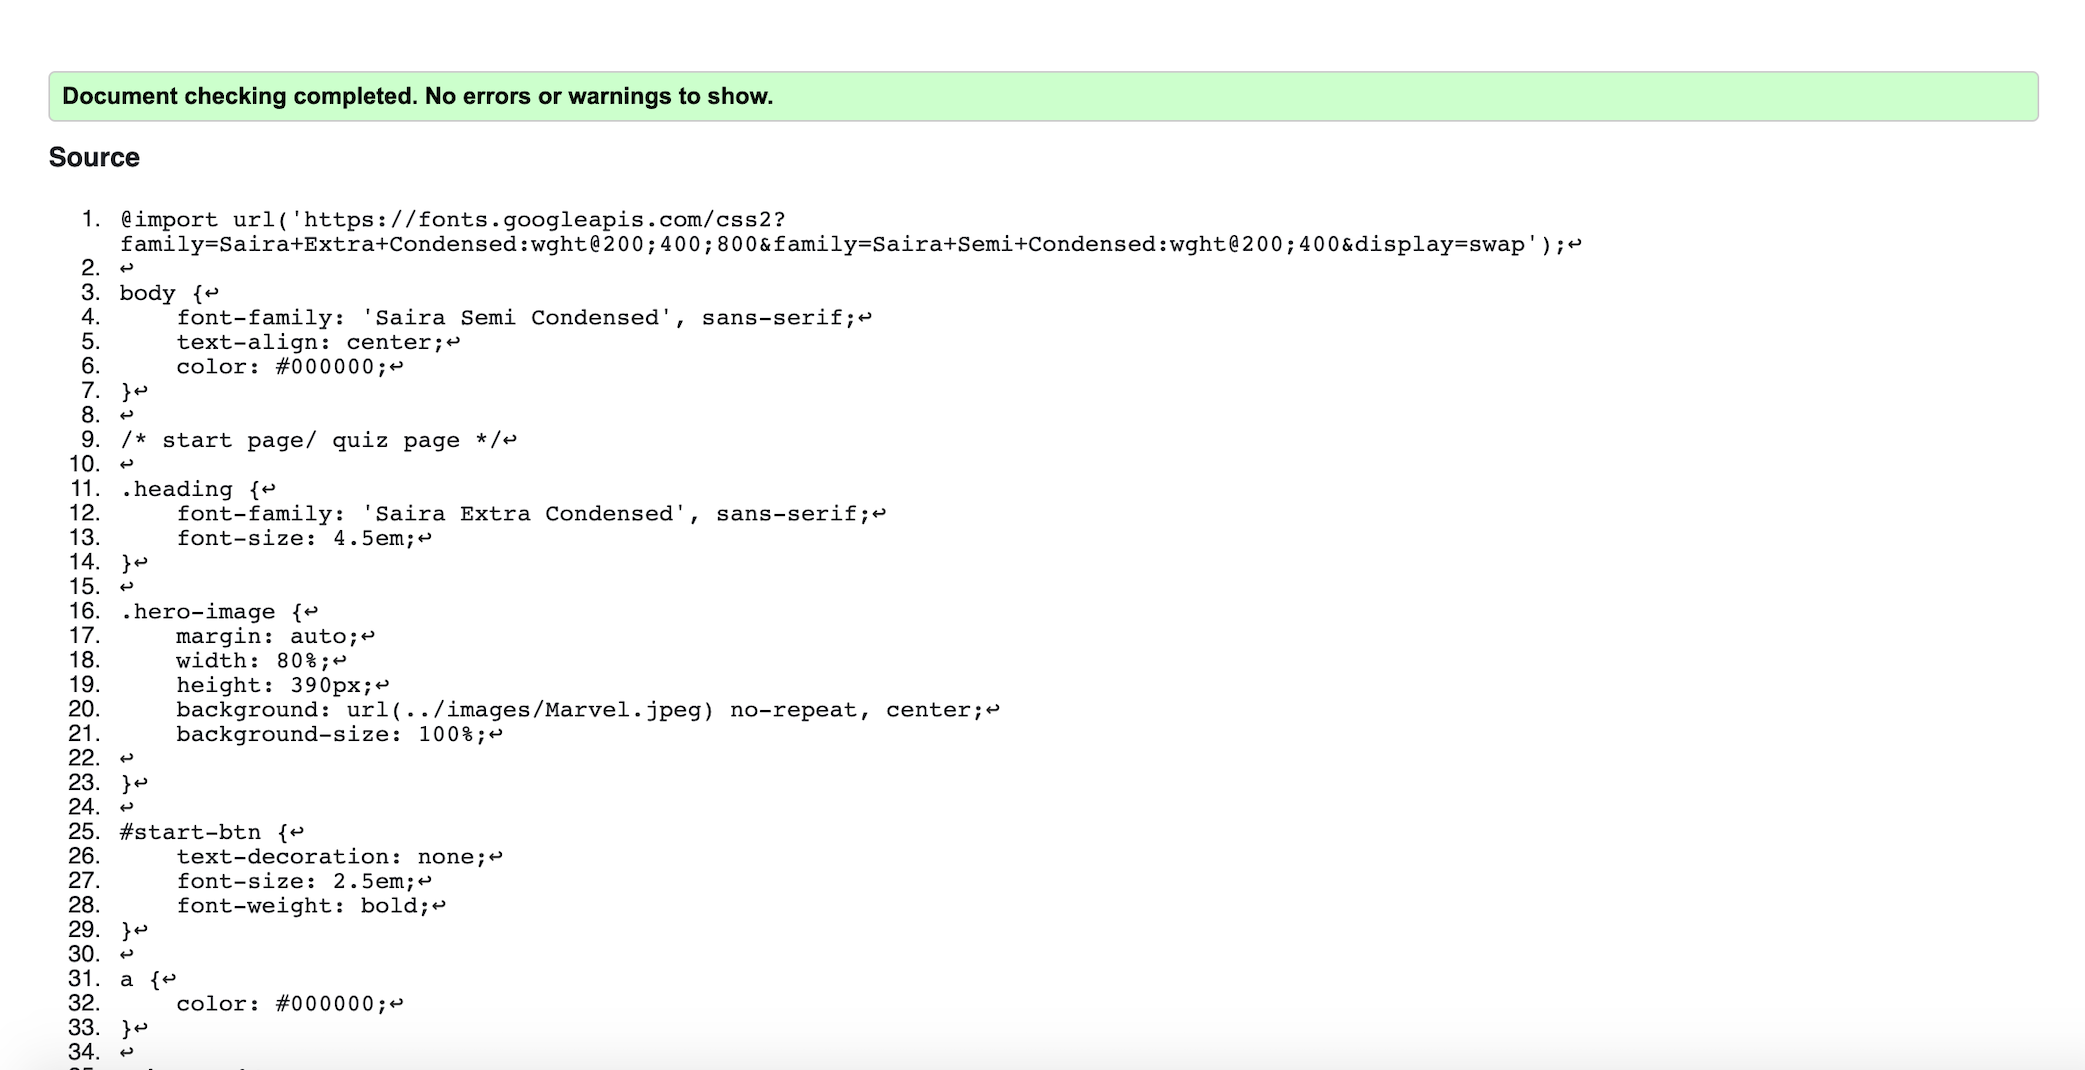 Document checking completed. No errors or warnings to show.
Source
1. @import url('https://fonts.googleapis.com/css2?
family=Saira+Extra+Condensed:wght@200;400;800&family=Saira+Semi+Condensed:wght@200;400&display=swap');↩
2. ↩
3. body {↩
4.     font-family: 'Saira Semi Condensed', sans-serif;↩
5.     text-align: center;↩
6.     color: #000000;↩
7. }↩
8. ↩
9. /* start page/ quiz page */↩
10. ↩
11. .heading {↩
12.     font-family: 'Saira Extra Condensed', sans-serif;↩
13.     font-size: 4.5em;↩
14. }↩
15. ↩
16. .hero-image {↩
17.     margin: auto;↩
18.     width: 80%;↩
19.     height: 390px;↩
20.     background: url(../images/Marvel.jpeg) no-repeat, center;↩
21.     background-size: 100%;↩
22. ↩
23. }↩
24. ↩
25. #start-btn {↩
26.     text-decoration: none;↩
27.     font-size: 2.5em;↩
28.     font-weight: bold;↩
29. }↩
30. ↩
31. a {↩
32.     color: #000000;↩
33. }↩
34. ↩